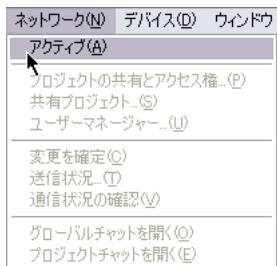 ネットワーク(N) デバイス(D) ウィンドウ
アクティブ(A)
プロジェクトの共有とアクセス権...(P)
共有プロジェクト...(S)
ユーザーマネージャー...(U)
変更を確定(C)
送信状況...(T)
通信状況の確認(V)
グローバルチャットを開く(O)
プロジェクトチャットを開く(E)